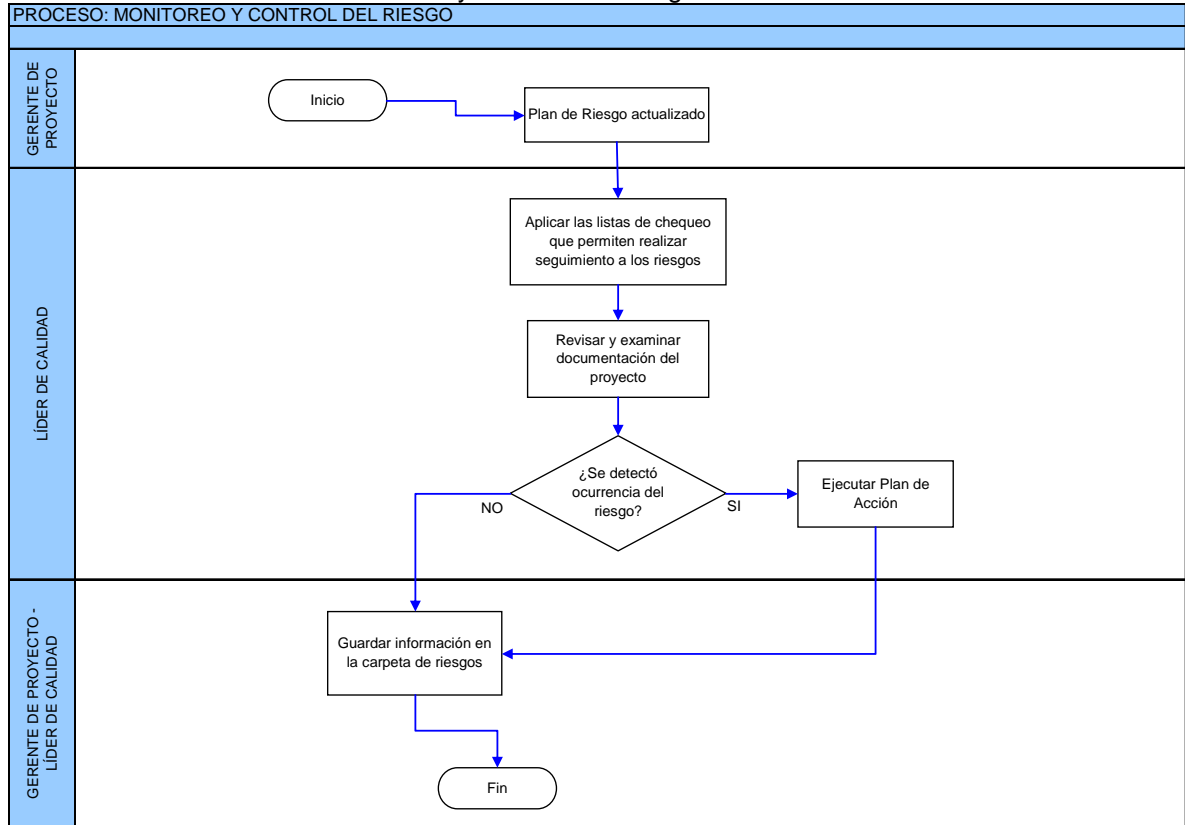 PROCESO: MONITOREO Y CONTROL DEL RIESGO
GERENTE DE
PROYECTO
Inicio
Plan de Riesgo actualizado
LÍDER DE CALIDAD
Aplicar las listas de chequeo
que permiten realizar
seguimiento a los riesgos
Revisar y examinar
documentación del
proyecto
¿Se detectó
ocurrencia del
riesgo?
NO
SI
Ejecutar Plan de
Acción
GERENTE DE PROYECTO -
LÍDER DE CALIDAD
Guardar información en
la carpeta de riesgos
Fin